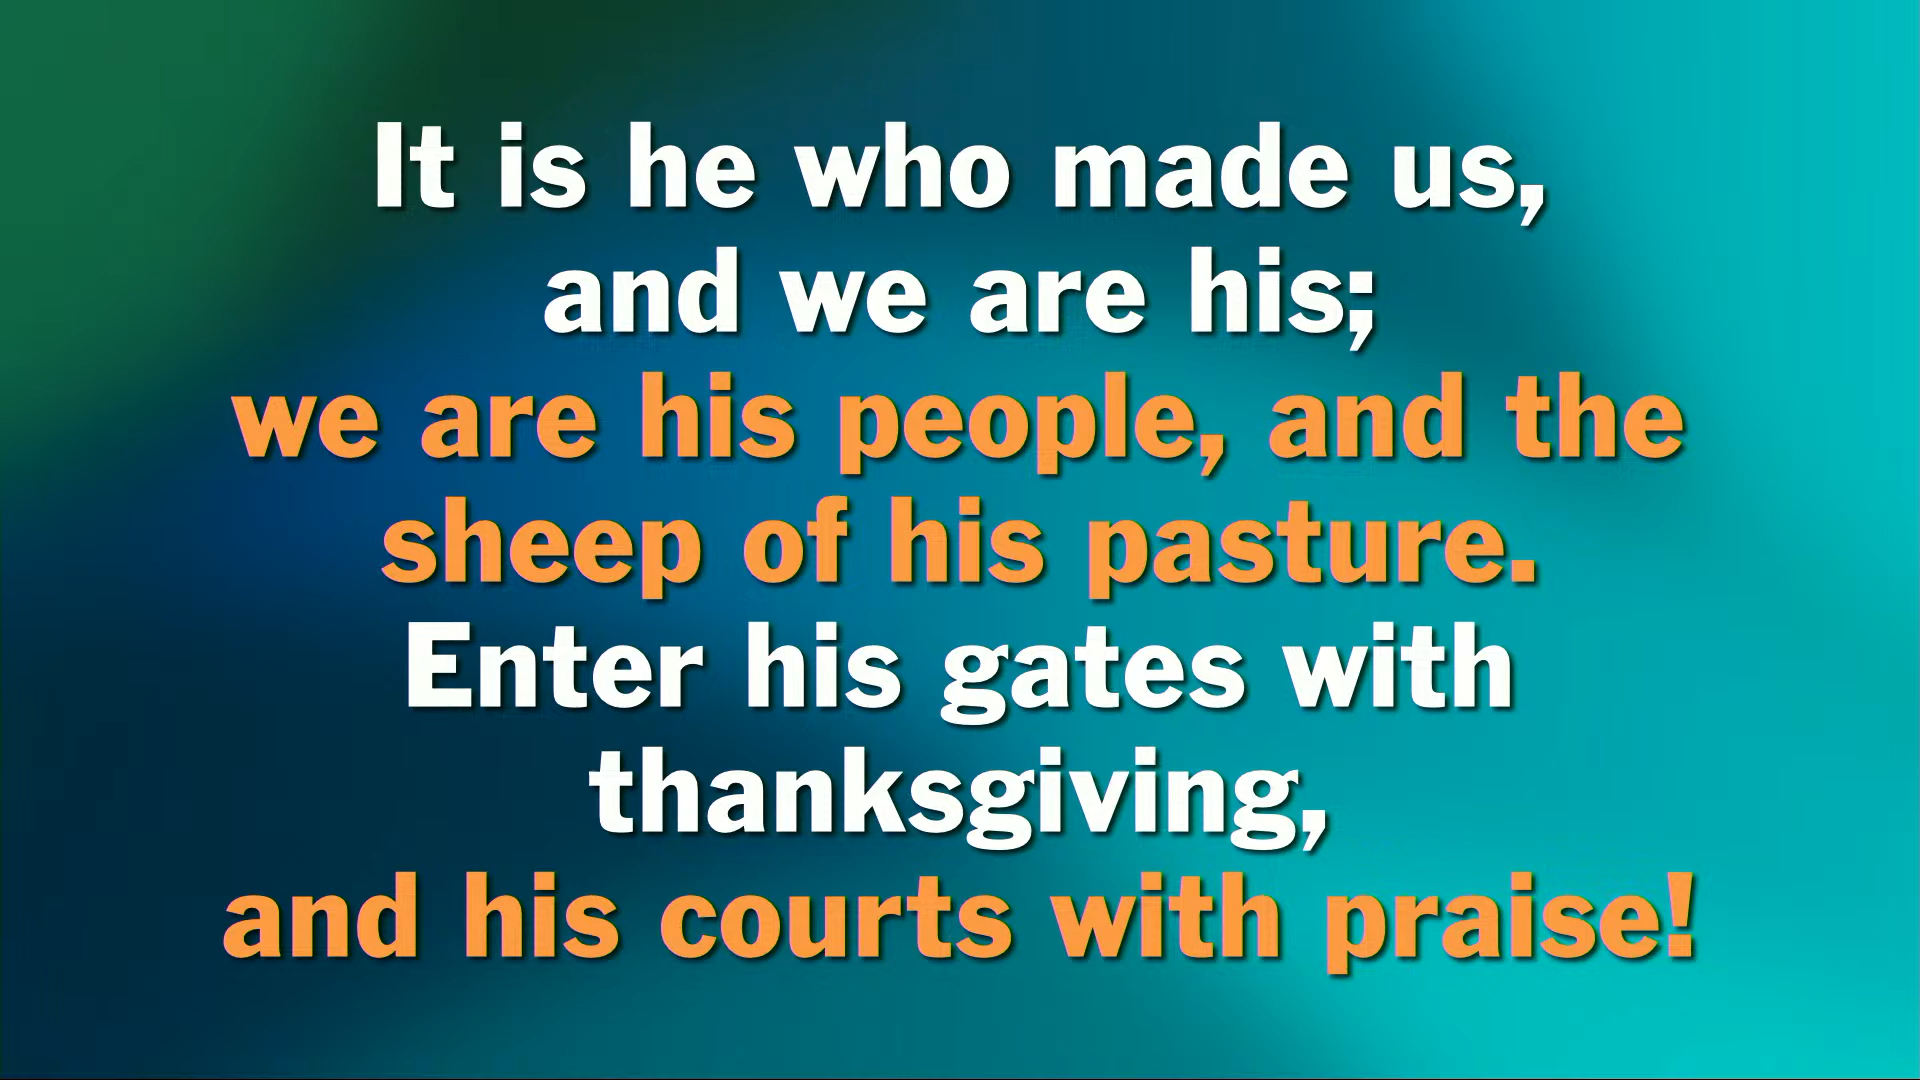 It is he who made us,
and we are his;
we are his people, and the
sheep of his pasture.
Enter his gates with
thanksgiving,
and his courts with praise!